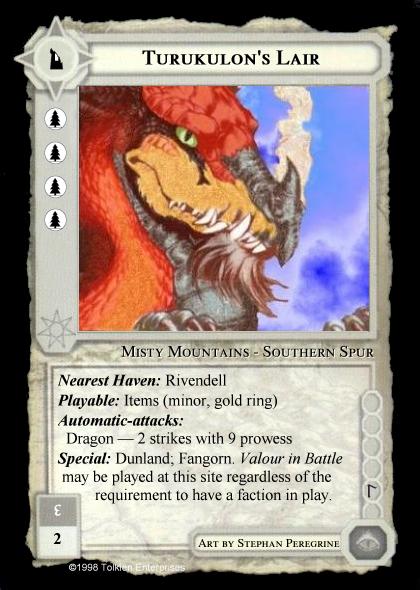 TURUKULON'S LAIR
MISTY MOUNTAINS - SOUTHERN SPUR
Nearest Haven: Rivendell
Playable: Items (minor, gold ring)
Automatic-attacks:
Dragon — 2 strikes with 9 prowess
Special: Dunland; Fangorn. Valour in Battle
may be played at this site regardless of the
requirement to have a faction in play.
2
ART BY STEPHAN PEREGRINE
©1998 Tolkien Enterprises